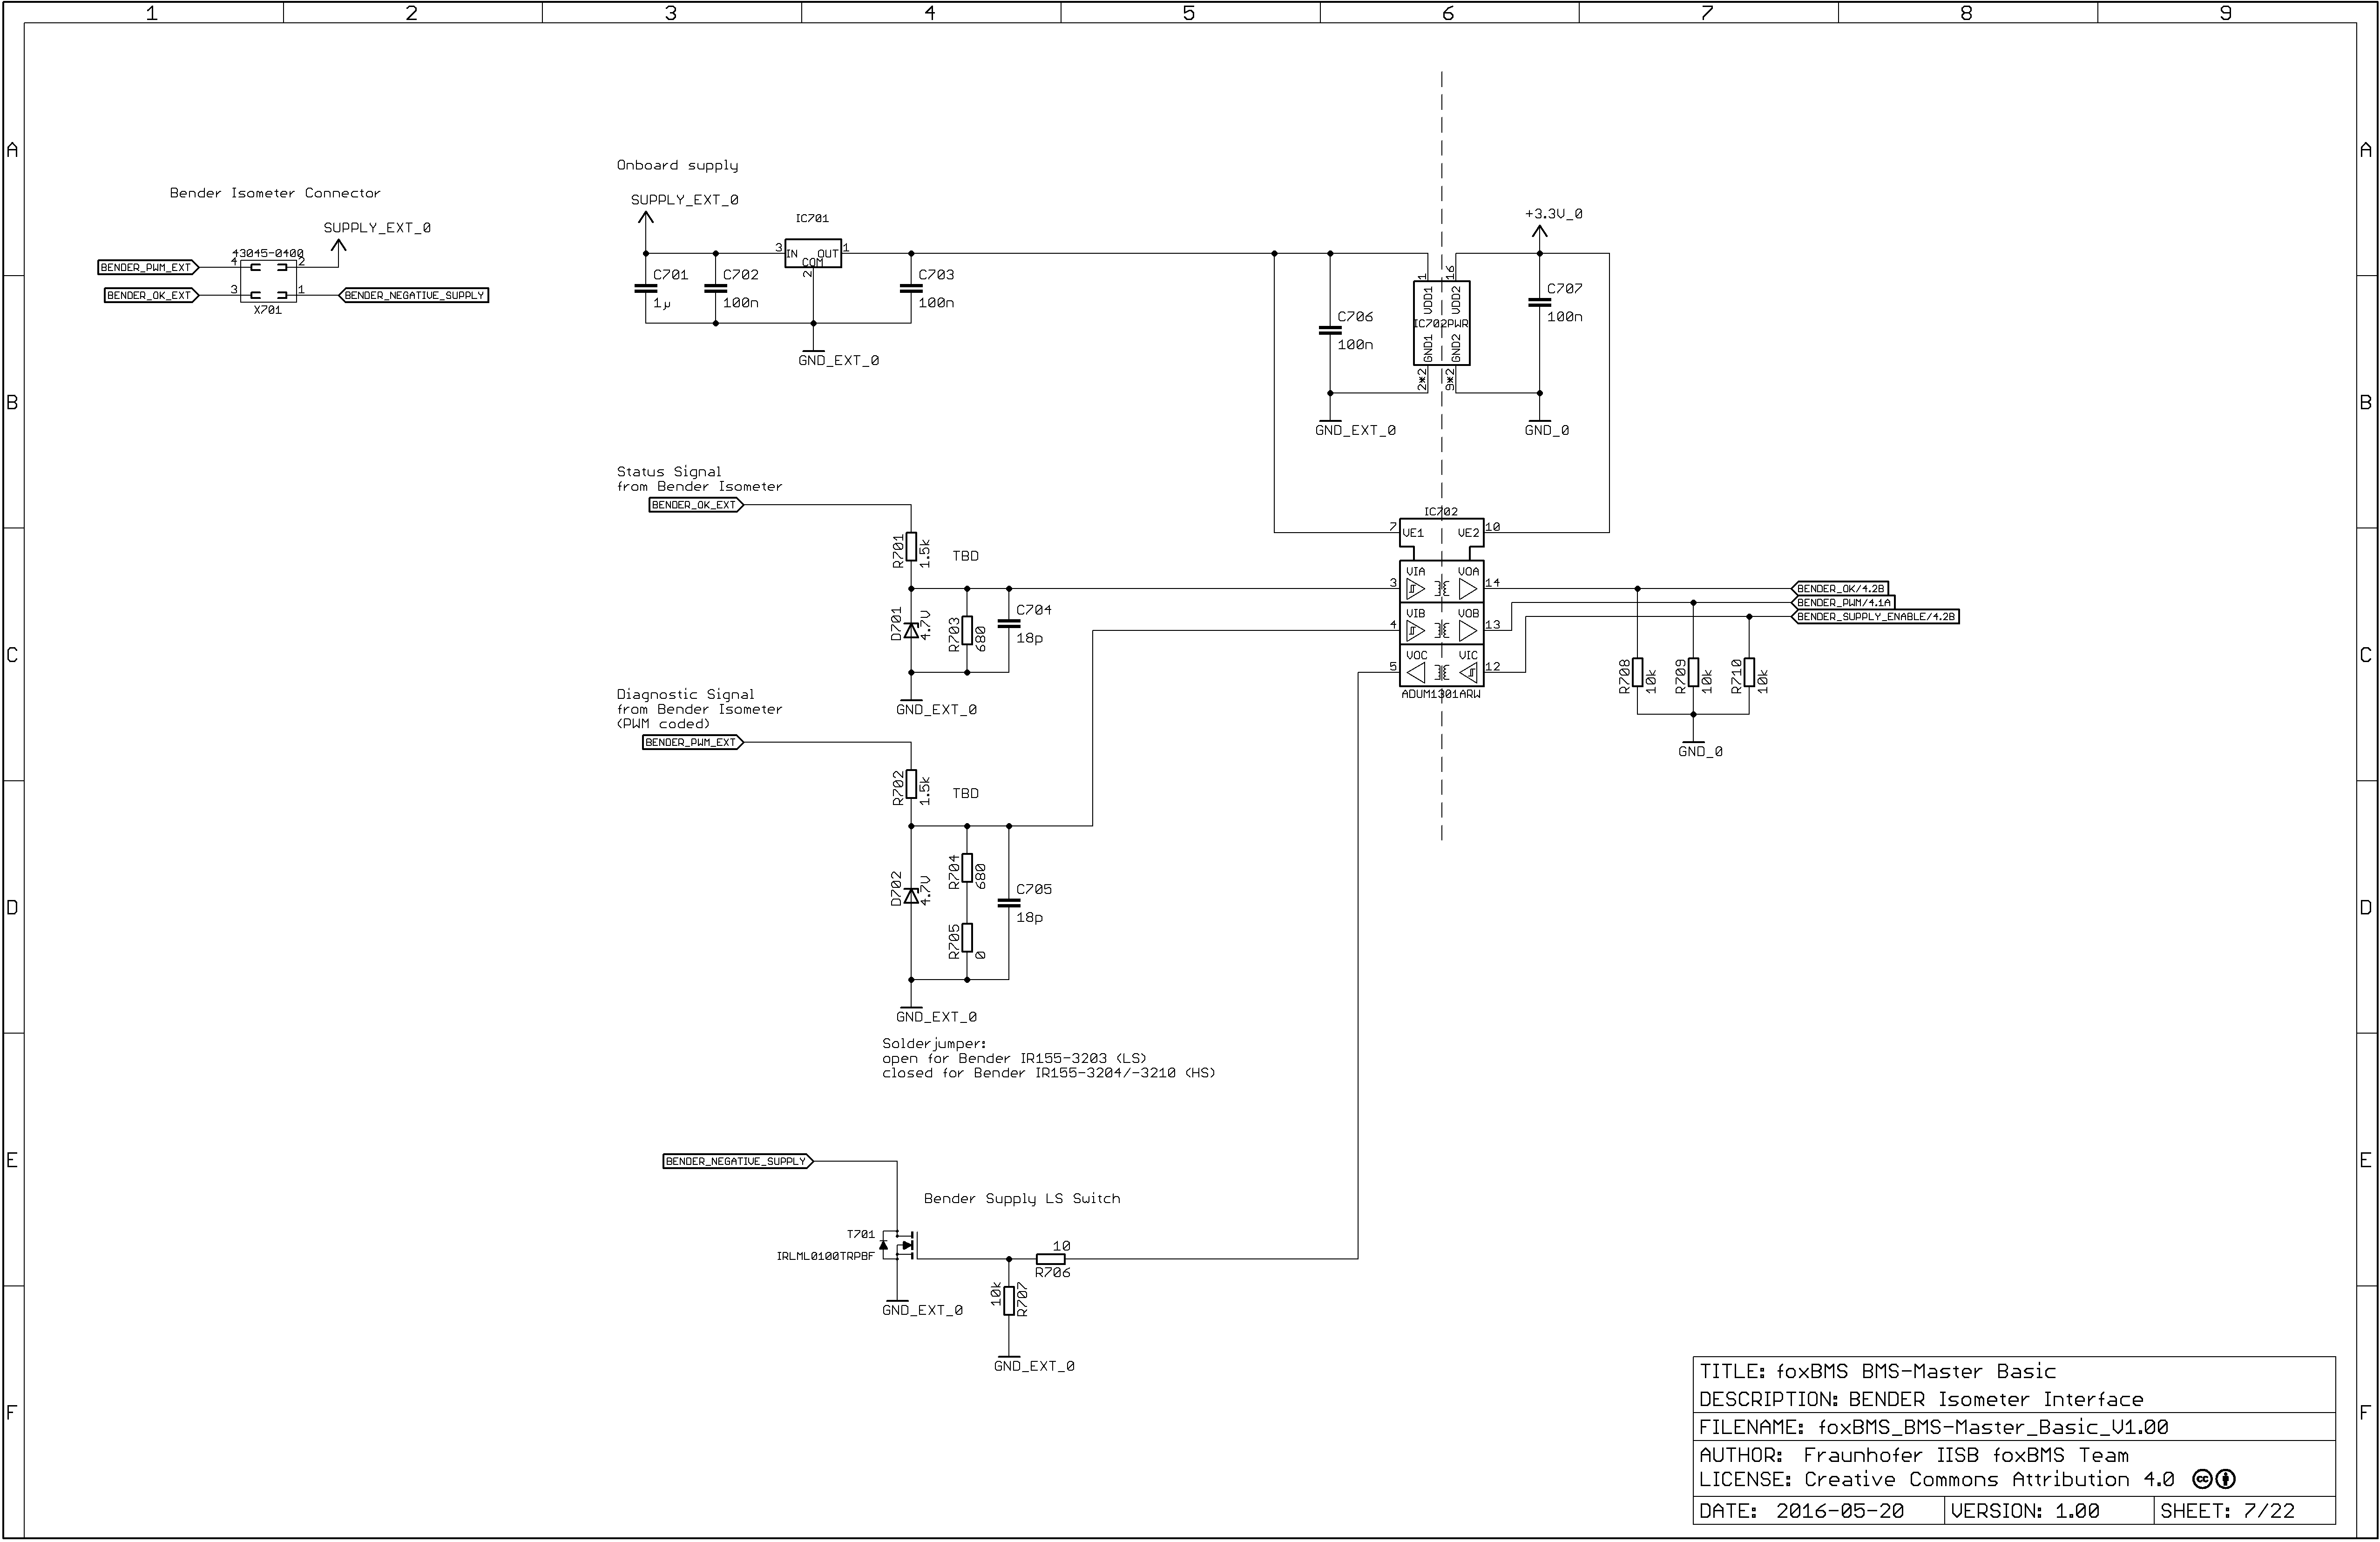 1 2 3 4 5 6 7 8 9
A A
B B
C C
D D
E E
F F
Bender Isometer Connector
SUPPLY_EXT_0
43045-0400
BENDER_PWM_EXT 4 2
BENDER_OK_EXT 3 1 BENDER_NEGATIVE_SUPPLY
X701
Onboard supply
SUPPLY_EXT_0
IC701
3 IN OUT 1
COM
2
C701
1µ
C702
100n
C703
100n
GND_EXT_0
+3.3V_0
1 16
VDD1 VDD2
IC702PWR
GND1 GND2
2*2 9*2
C706
100n
C707
100n
GND_EXT_0
GND_0
Status Signal
from Bender Isometer
BENDER_OK_EXT
R701
1.5k
TBD
D701
4.7V
R703
680
C704
18p
GND_EXT_0
IC702
7 VE1 VE2 10
VIA VOA
3 14
VIB VOB
4 13
VOC VIC
5 12
ADUM1301ARW
BENDER_OK/4.2B
BENDER_PWM/4.1A
BENDER_SUPPLY_ENABLE/4.2B
R708
10k
R709
10k
R710
10k
GND_0
Diagnostic Signal
from Bender Isometer
(PWM coded)
BENDER_PWM_EXT
R702
1.5k
TBD
D702
4.7V
R704
680
R705
0
C705
18p
GND_EXT_0
Solderjumper:
open for Bender IR155-3203 (LS)
closed for Bender IR155-3204/-3210 (HS)
BENDER_NEGATIVE_SUPPLY
Bender Supply LS Switch
T701
IRLML0100TRPBF
10
R706
10k
R707
GND_EXT_0
GND_EXT_0
TITLE: foxBMS BMS-Master Basic
DESCRIPTION: BENDER Isometer Interface
FILENAME: foxBMS_BMS-Master_Basic_V1.00
AUTHOR: Fraunhofer IISB foxBMS Team
LICENSE: Creative Commons Attribution 4.0 cc
DATE: 2016-05-20 VERSION: 1.00 SHEET: 7/22